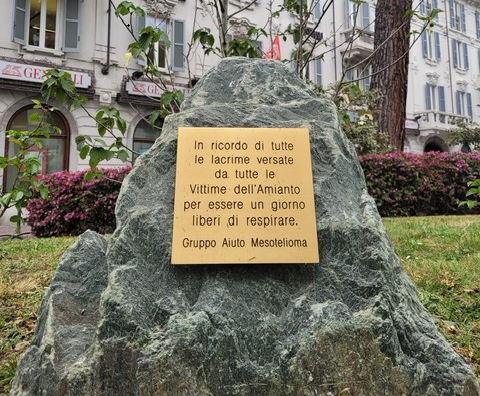 In ricordo di tutte
le lacrime versate
da tutte le
Vittime dell'Amianto
per essere un giorno
liberi di respirare.
Gruppo Aiuto Mesotelioma